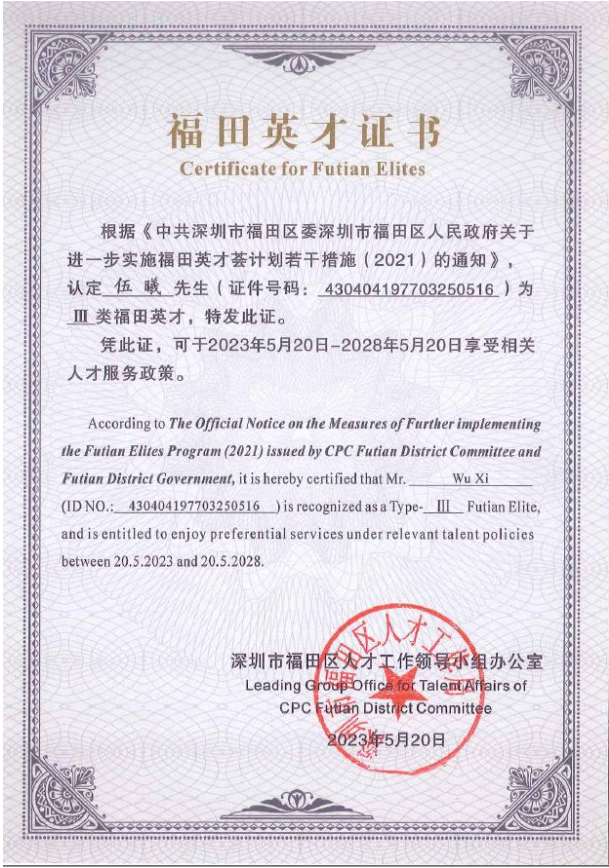 福田英才证书
Certificate for Futian Elites
根据《中共深圳市福田区委深圳市福田区人民政府关于
进一步实施福田英才荟计划若干措施（2021）的通知》，
认定 伍曦 先生（证件号码：430404197703250516）为
Ⅲ 类福田英才，特发此证。
凭此证，可于2023年5月20日-2028年5月20日享受相关
人才服务政策。
According to The Official Notice on the Measures of Further implementing
the Futian Elites Program (2021) issued by CPC Futian District Committee and
Futian District Government, it is hereby certified that Mr. Wu Xi
(ID NO.: 430404197703250516 ) is recognized as a Type- Ⅲ Futian Elite,
and is entitled to enjoy preferential services under relevant talent policies
between 20.5.2023 and 20.5.2028.
深圳市福田区人才工作领导小组办公室
Leading Group Office for Talent Affairs of
CPC Futian District Committee
2023年5月20日
深圳市福田区人才工作局